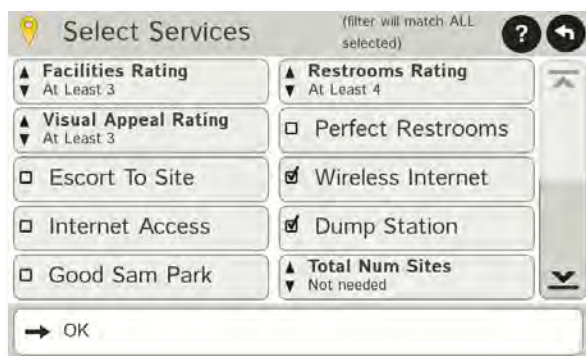 Select Services
(filter will match ALL
selected)
?
Facilities Rating
At Least 3
Restrooms Rating
At Least 4
Visual Appeal Rating
At Least 3
Perfect Restrooms
Escort To Site
Wireless Internet
Internet Access
Dump Station
Good Sam Park
Total Num Sites
Not needed
OK